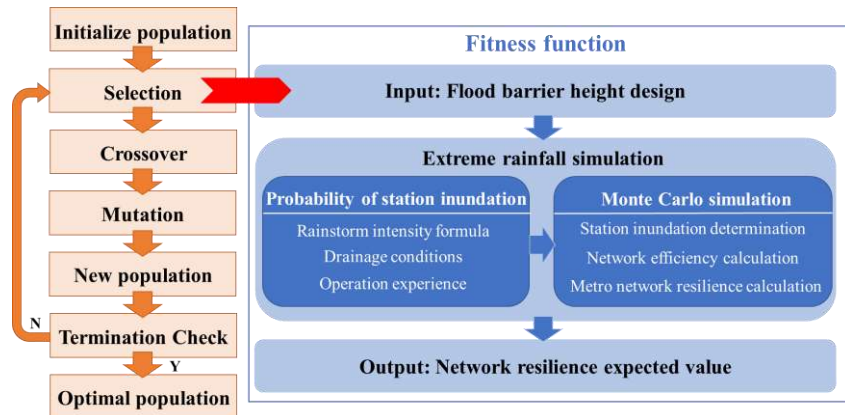 Initialize population
Selection
Crossover
Mutation
New population
N
Termination Check
Y
Optimal population
Fitness function
Input: Flood barrier height design
Extreme rainfall simulation
Probability of station inundation
Rainstorm intensity formula
Drainage conditions
Operation experience
Monte Carlo simulation
Station inundation determination
Network efficiency calculation
Metro network resilience calculation
Output: Network resilience expected value